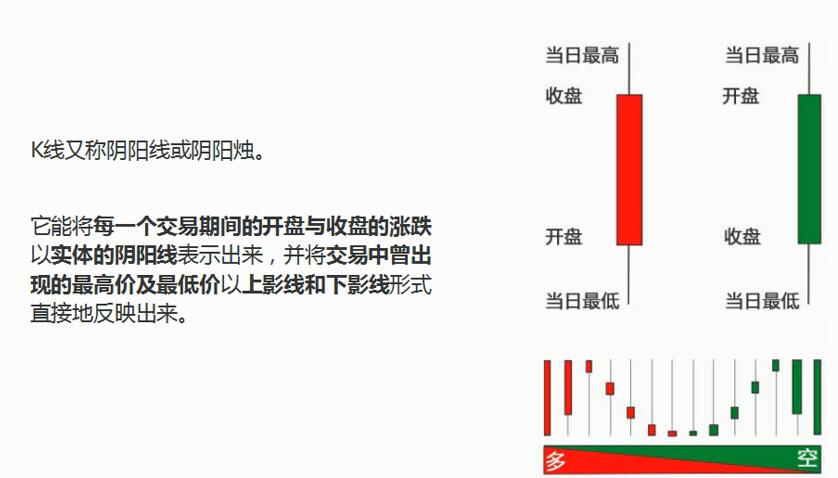 K线又称阴阳线或阴阳烛。
它能将每一个交易期间的开盘与收盘的涨跌
以实体的阴阳线表示出来，并将交易中曾出
现的最高价及最低价以上影线和下影线形式
直接地反映出来。
当日最高
收盘
开盘
当日最低
当日最高
开盘
收盘
当日最低
多
空